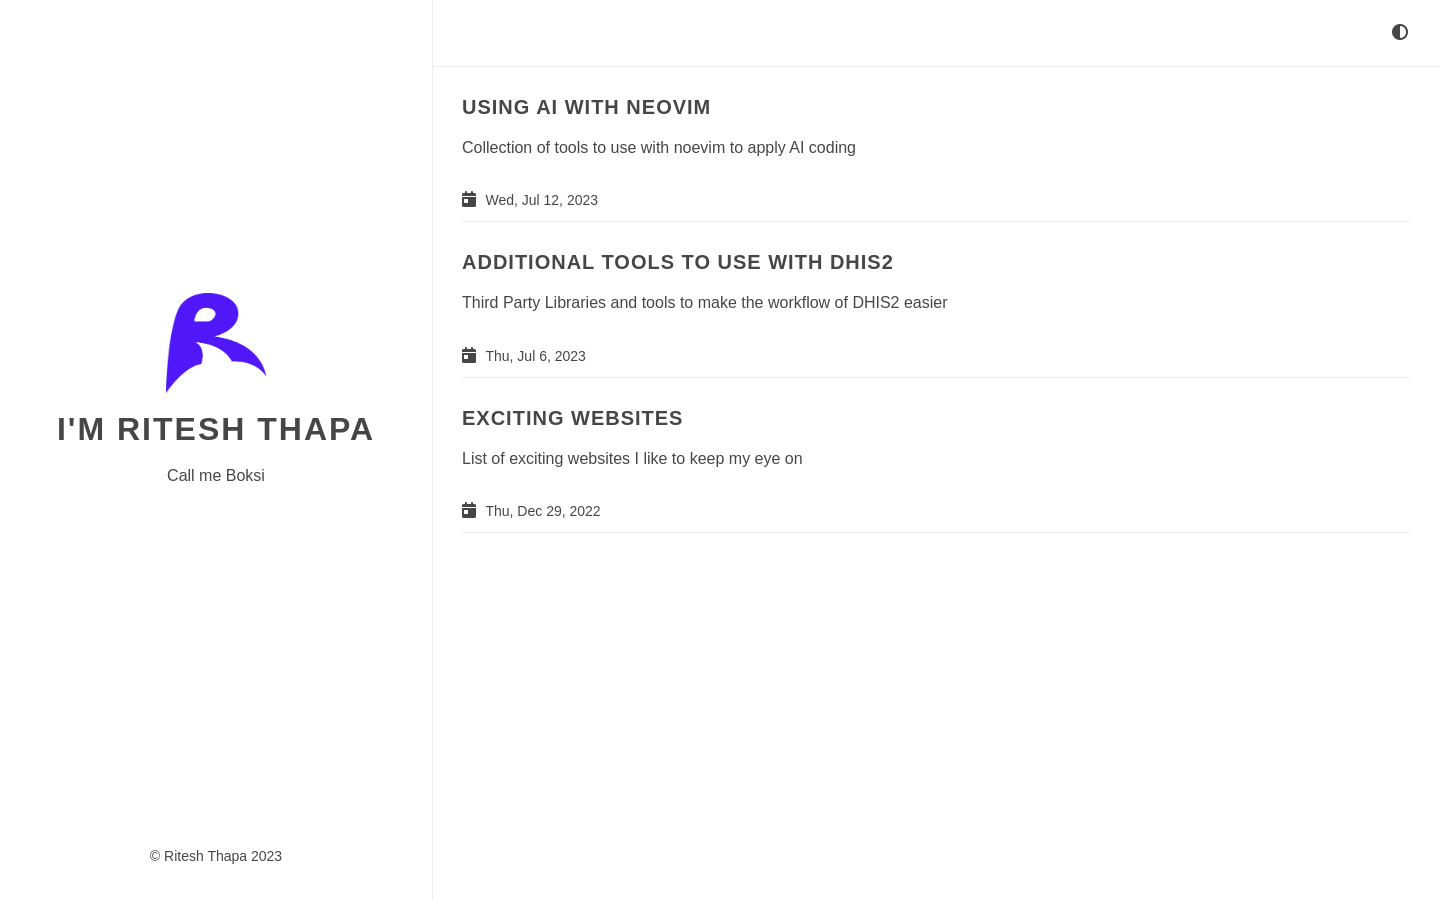 I'M RITESH THAPA
Call me Boksi
© Ritesh Thapa 2023
USING AI WITH NEOVIM
Collection of tools to use with noevim to apply AI coding
Wed, Jul 12, 2023
ADDITIONAL TOOLS TO USE WITH DHIS2
Third Party Libraries and tools to make the workflow of DHIS2 easier
Thu, Jul 6, 2023
EXCITING WEBSITES
List of exciting websites I like to keep my eye on
Thu, Dec 29, 2022